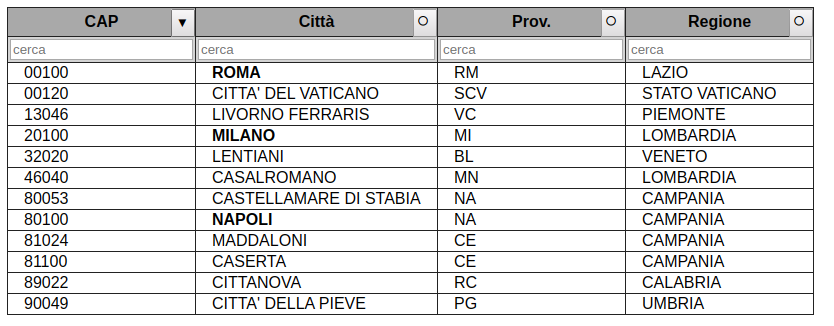 CAP ▼ Città O Prov. O Regione O
cerca cerca cerca cerca
00100 ROMA RM LAZIO
00120 CITTA' DEL VATICANO SCV STATO VATICANO
13046 LIVORNO FERRARIS VC PIEMONTE
20100 MILANO MI LOMBARDIA
32020 LENTIANI BL VENETO
46040 CASALROMANO MN LOMBARDIA
80053 CASTELLAMARE DI STABIA NA CAMPANIA
80100 NAPOLI NA CAMPANIA
81024 MADDALONI CE CAMPANIA
81100 CASERTA CE CAMPANIA
89022 CITTANOVA RC CALABRIA
90049 CITTA' DELLA PIEVE PG UMBRIA